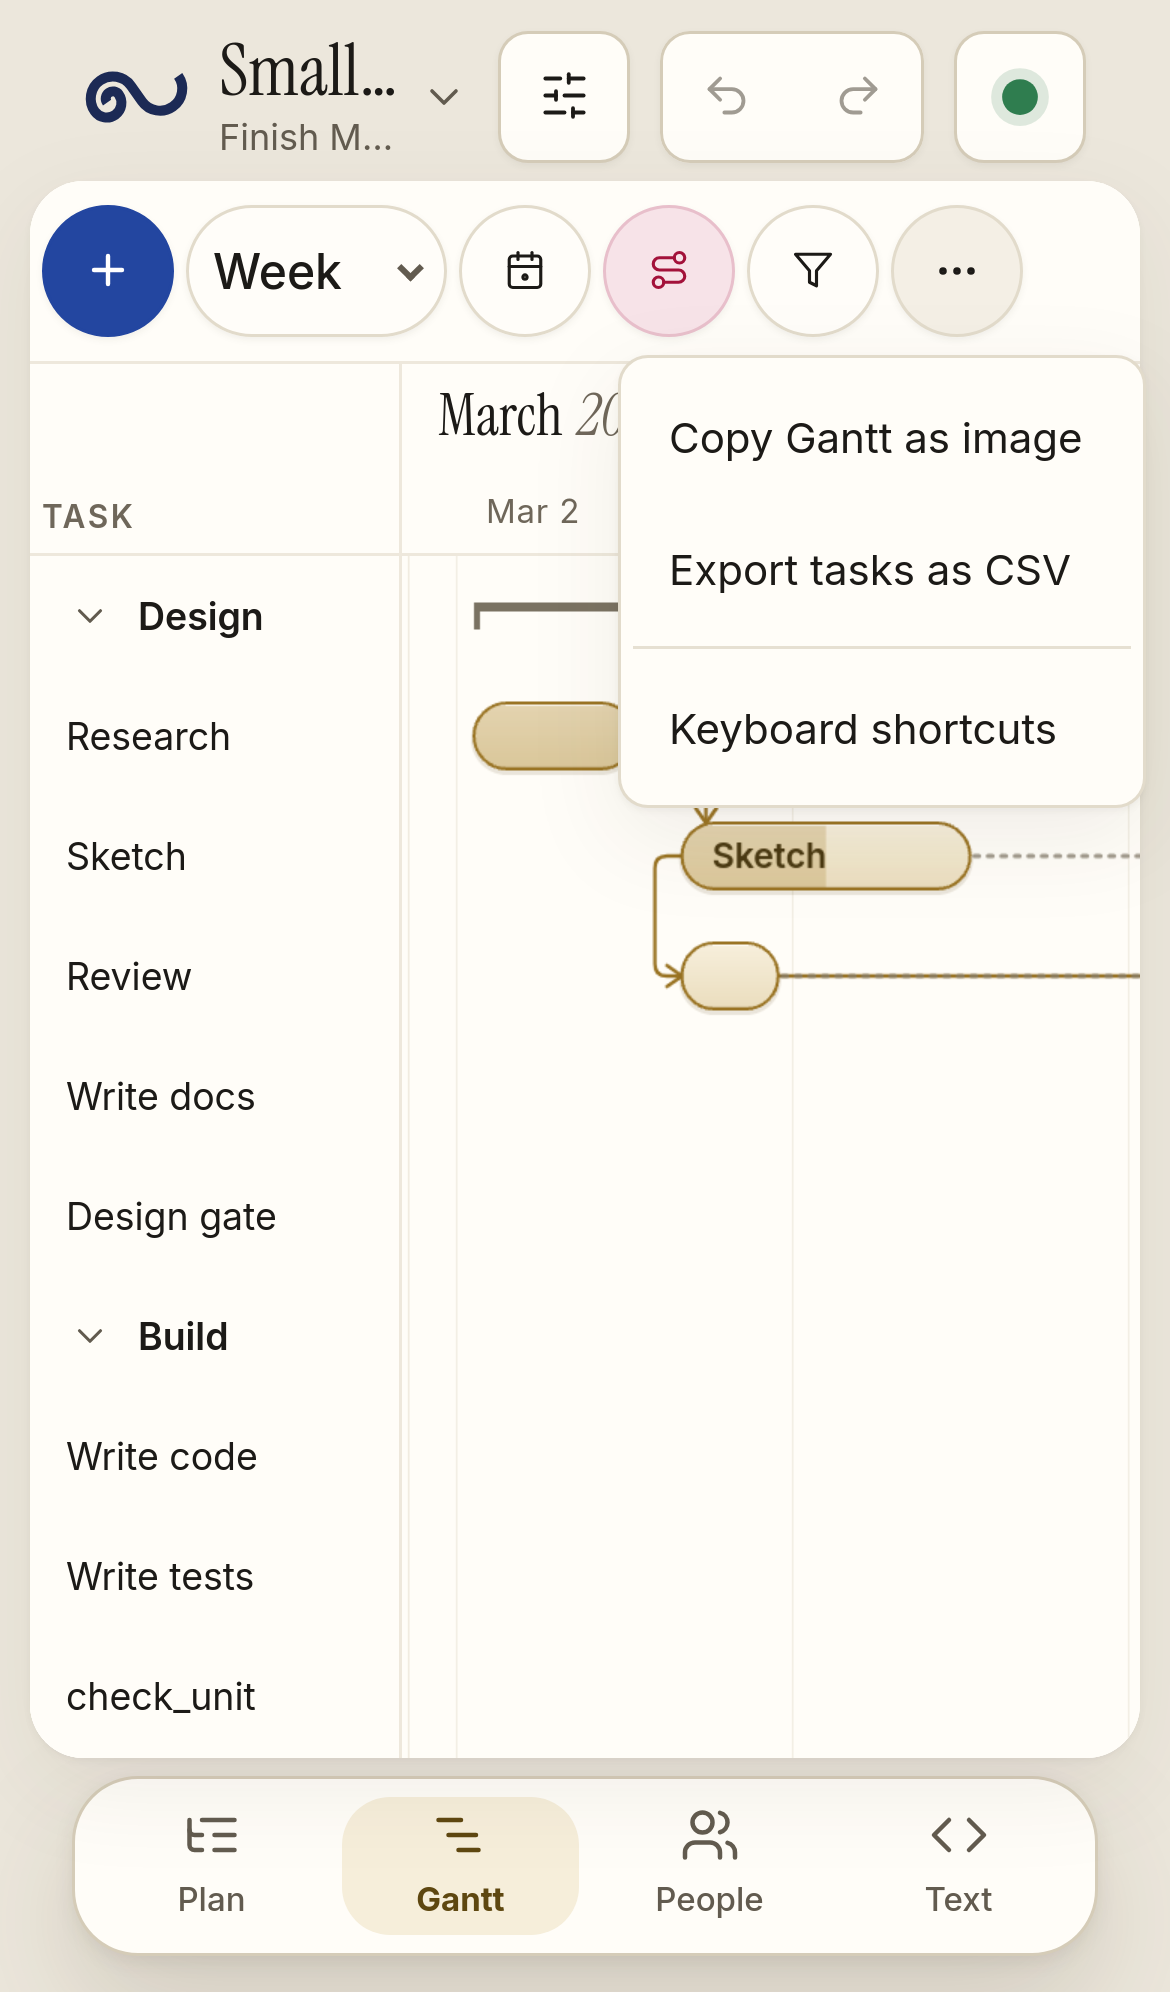 Small...
Finish M...
Week
March 20
TASK
Mar 2
Copy Gantt as image
Export tasks as CSV
Keyboard shortcuts
Design
Research
Sketch
Sketch
Review
Write docs
Design gate
Build
Write code
Write tests
check_unit
Plan
Gantt
People
Text